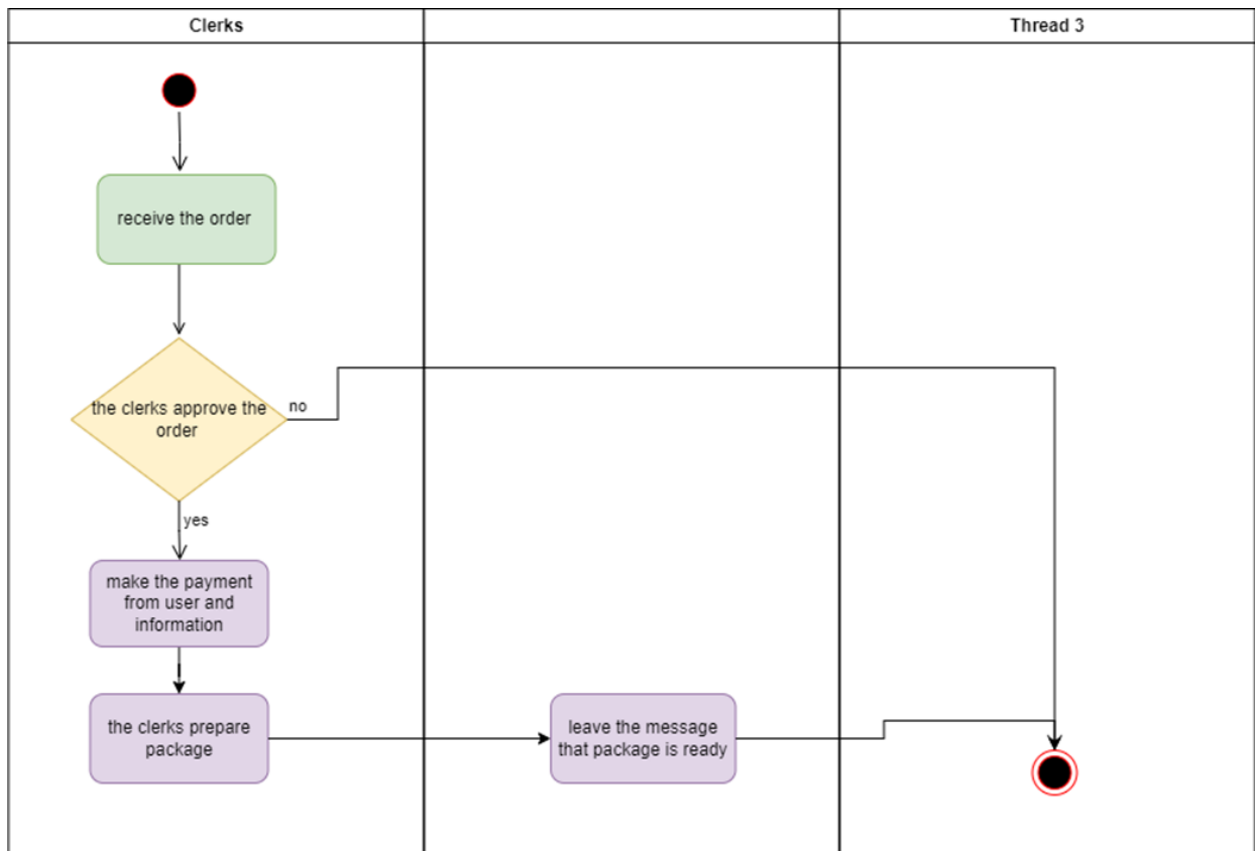 Clerks
Thread 3
receive the order
the clerks approve the
order
no
yes
make the payment
from user and
information
the clerks prepare
package
leave the message
that package is ready